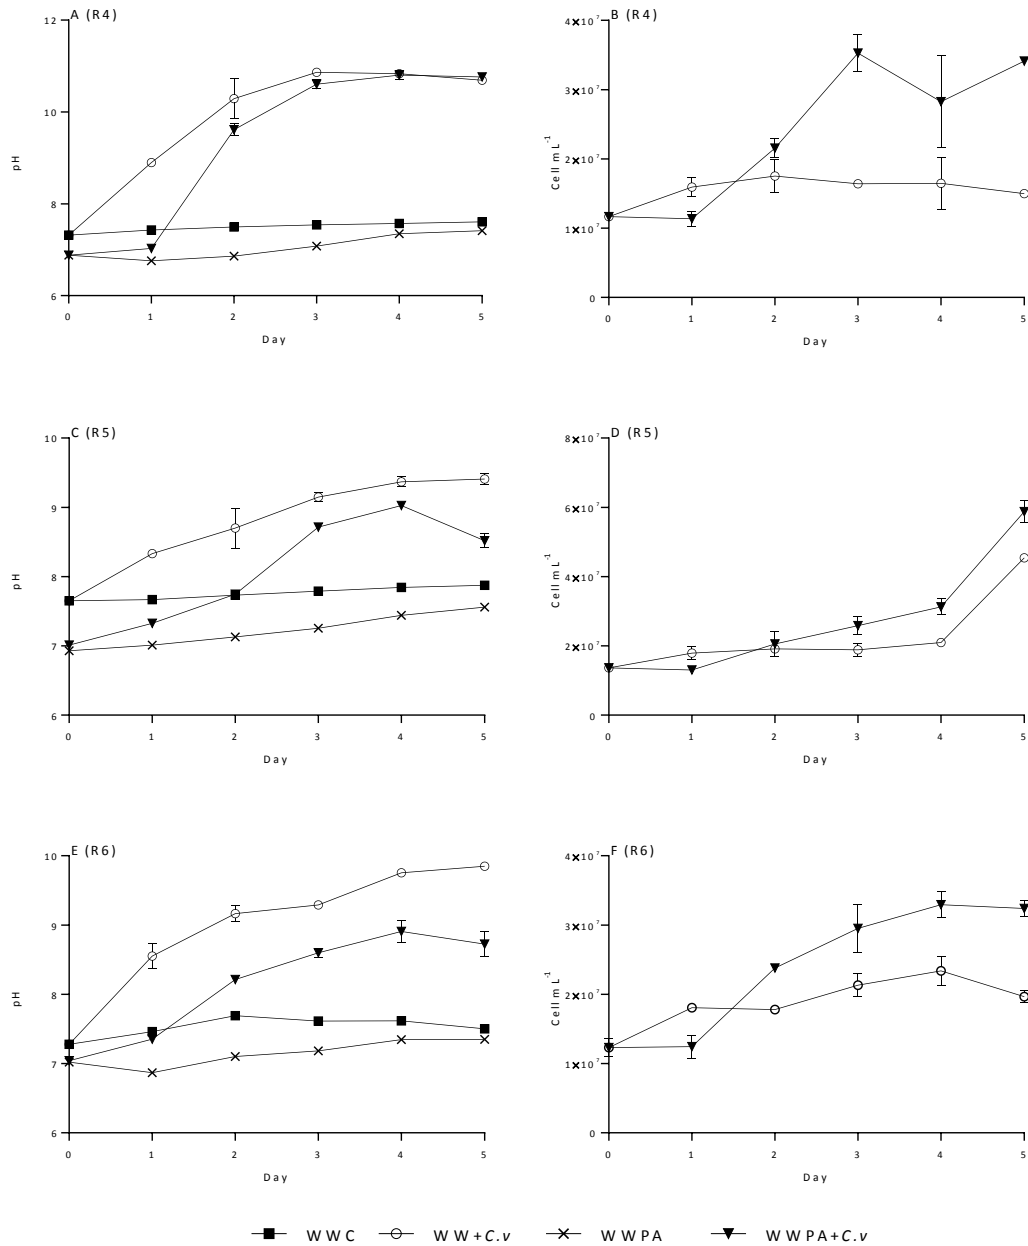 A (R4)
12
10
8
6
pH
0 1 2 3 4 5
Day
B (R4)
4×10⁷
3×10⁷
2×10⁷
1×10⁷
0
Cell mL⁻¹
0 1 2 3 4 5
Day
C (R5)
10
9
8
7
6
pH
0 1 2 3 4 5
Day
D (R5)
8×10⁷
6×10⁷
4×10⁷
2×10⁷
0
Cell mL⁻¹
0 1 2 3 4 5
Day
E (R6)
10
9
8
7
6
pH
0 1 2 3 4 5
Day
F (R6)
4×10⁷
3×10⁷
2×10⁷
1×10⁷
0
Cell mL⁻¹
0 1 2 3 4 5
Day
WWC WW+C.v WWPA WWPA+C.v